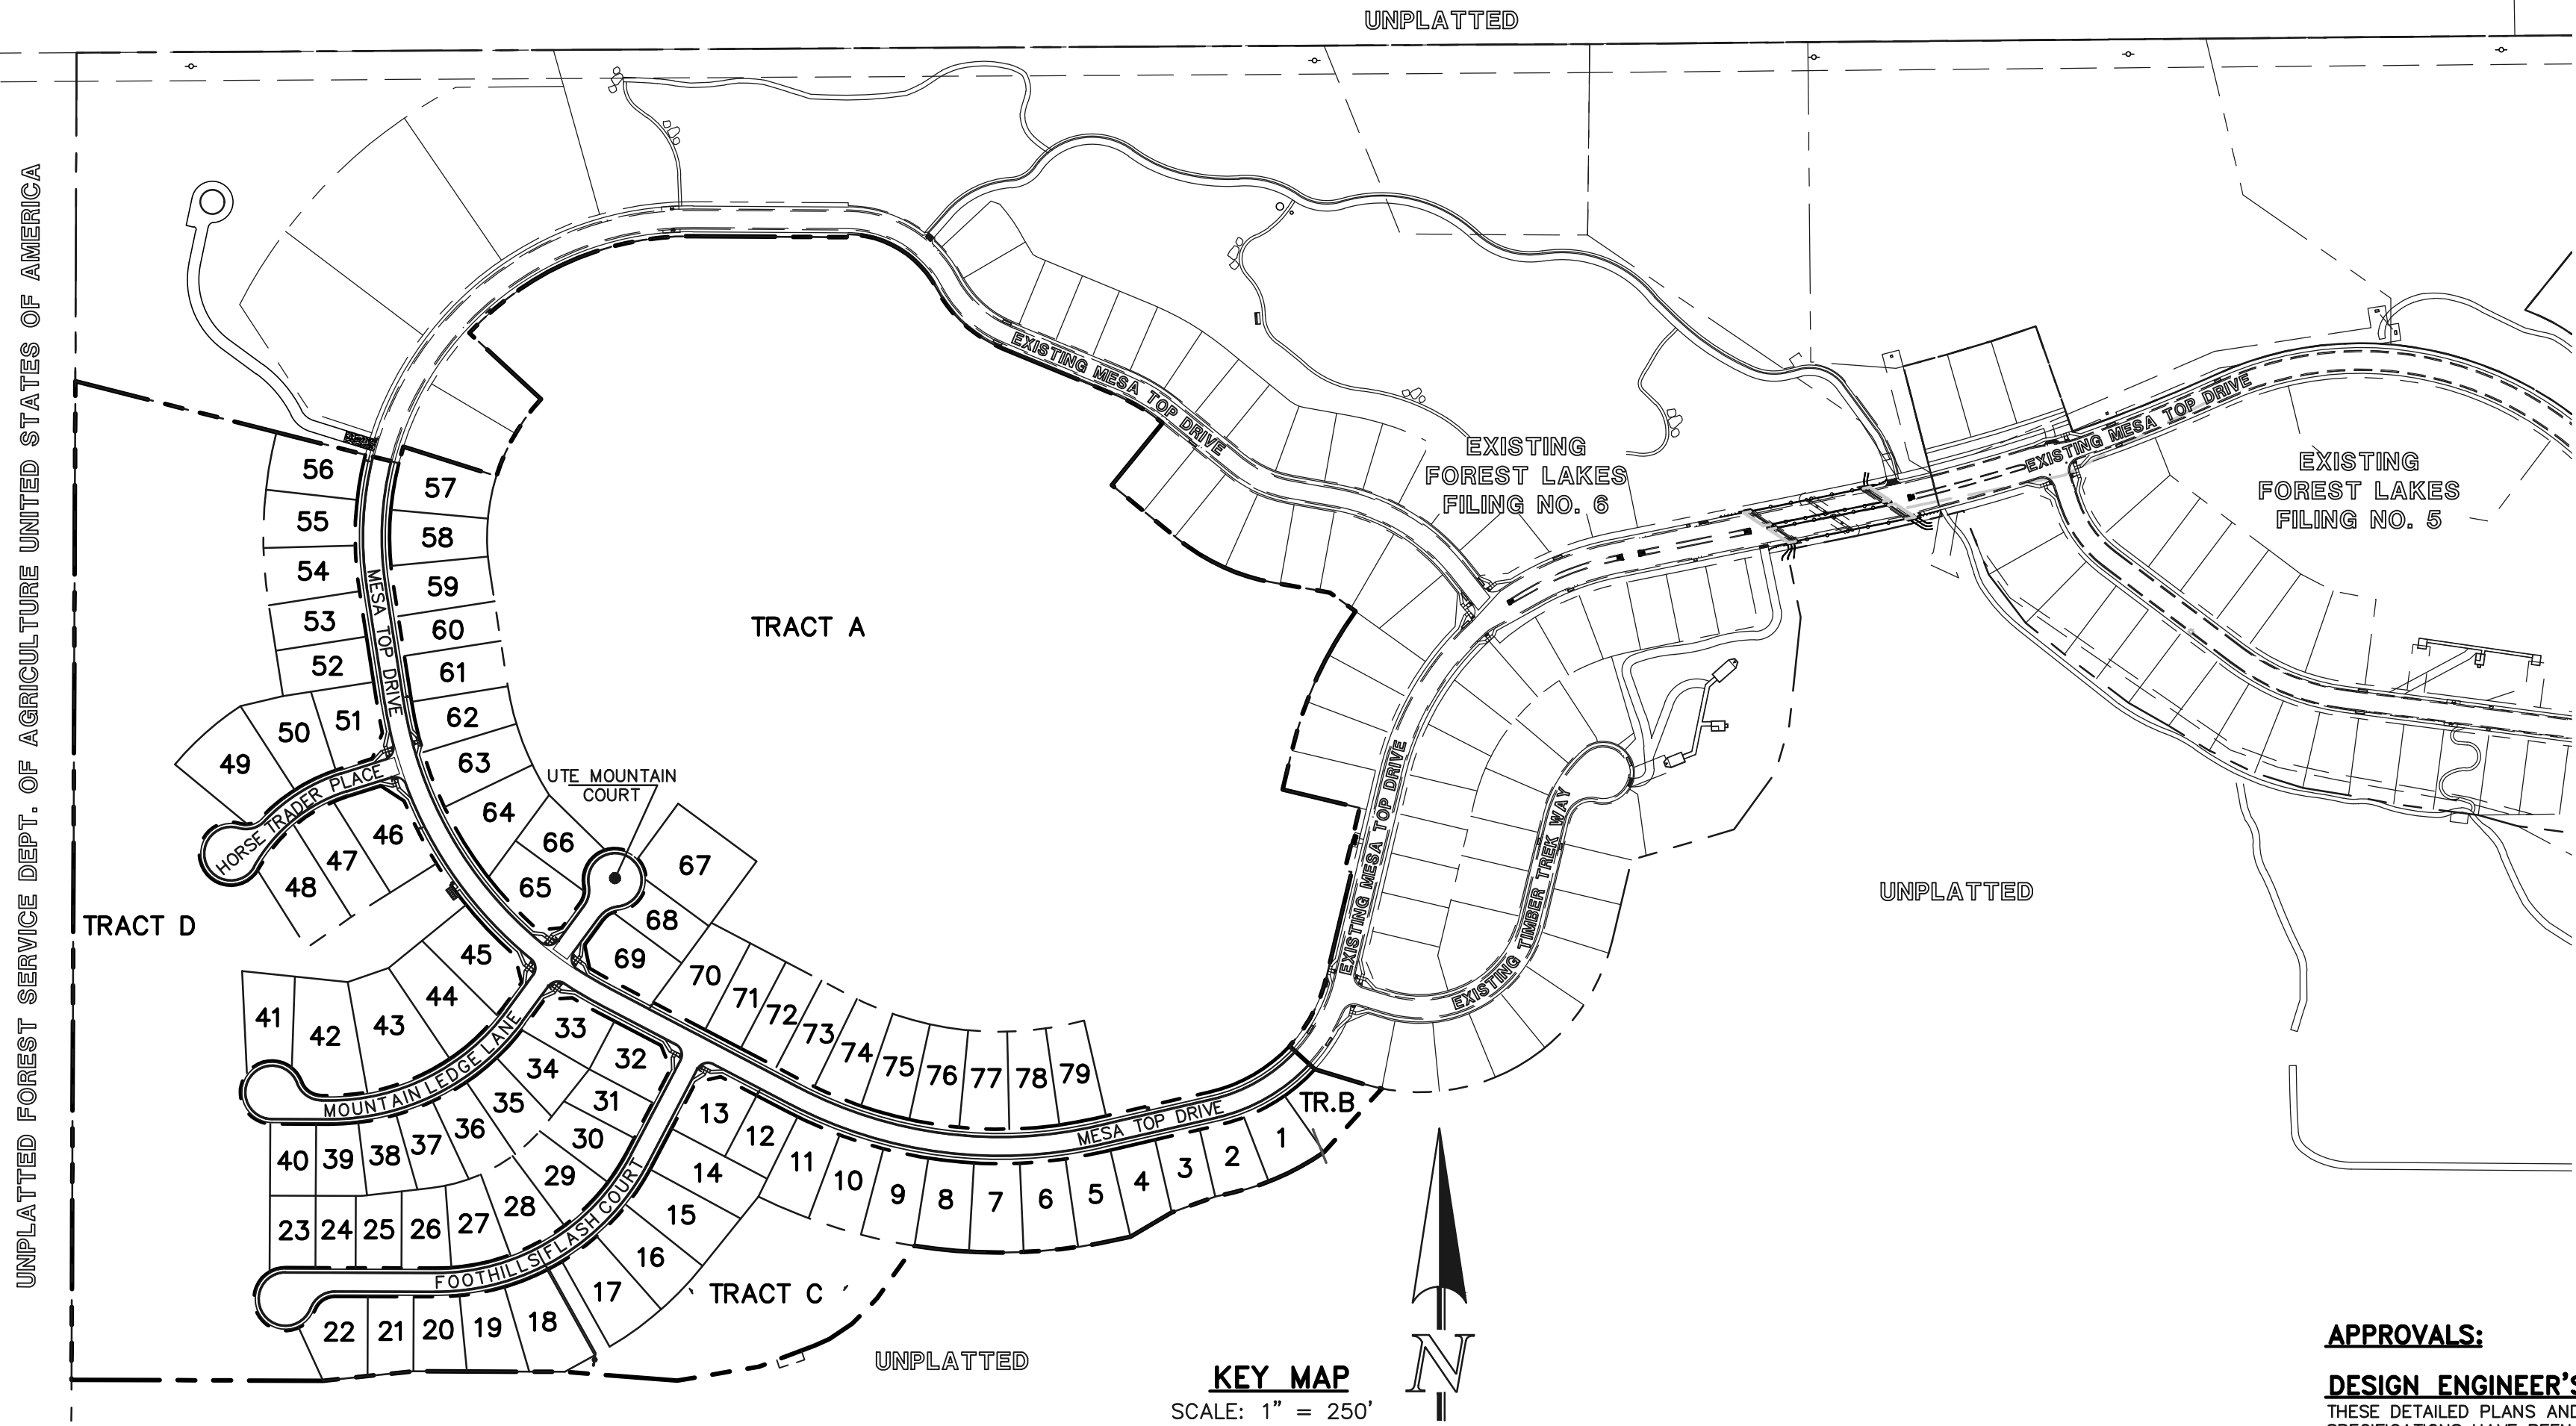 UNPLATTED
UNPLATTED FOREST SERVICE DEPT. OF AGRICULTURE UNITED STATES OF AMERICA
EXISTING MESA TOP DRIVE
EXISTING MESA TOP DRIVE
EXISTING
FOREST LAKES
FILING NO. 6
EXISTING
FOREST LAKES
FILING NO. 5
56
57
55
58
54
59
53
60
52
61
51
62
50
49
63
MESA TOP DRIVE
TRACT A
HORSE TRADER PLACE
UTE MOUNTAIN
COURT
64
66
46
47
48
65
67
68
69
EXISTING MESA TOP DRIVE
EXISTING TIMBER TREK WAY
UNPLATTED
TRACT D
45
44
43
42
41
70
71
72
73
74
75
76
77
78
79
33
34
32
35
31
36
30
37
38
39
40
29
28
27
26
25
24
23
MOUNTAIN LEDGE LANE
MESA TOP DRIVE
TR.B
13
12
11
10
9
8
7
6
5
4
3
2
1
14
15
16
17
18
19
20
21
22
FOOTHILLS FLASH COURT
TRACT C
UNPLATTED
KEY MAP
SCALE: 1" = 250'
N
APPROVALS:
DESIGN ENGINEER'S
THESE DETAILED PLANS AND